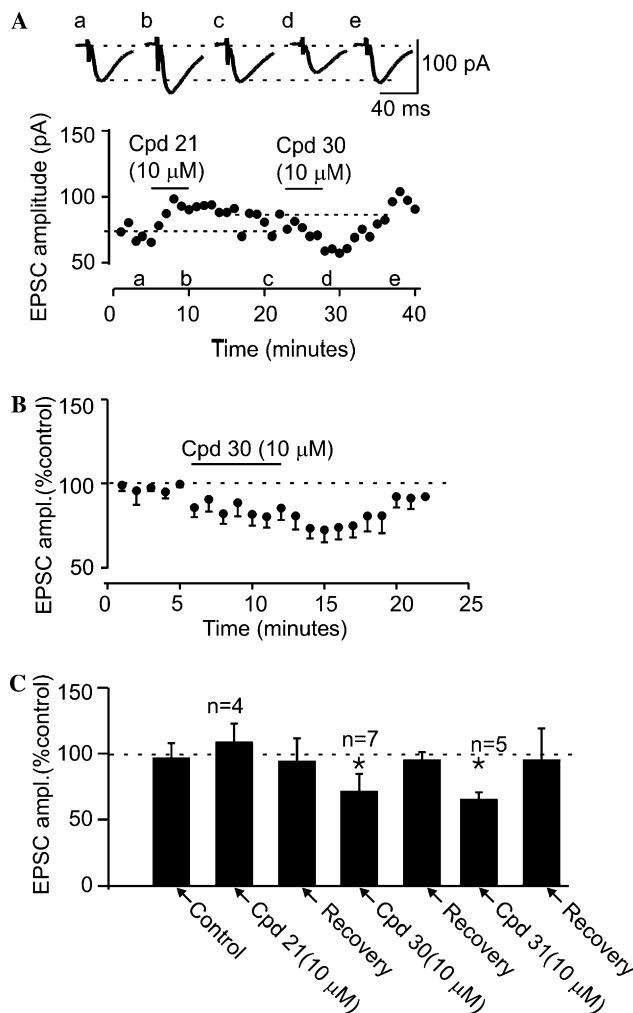 A
a b c d e
100 pA
40 ms
EPSC amplitude (pA)
150
100
50
Cpd 21
(10 µM)
Cpd 30
(10 µM)
a b c d e
0 10 20 30 40
Time (minutes)
B
EPSC ampl.(%control)
150
100
50
Cpd 30 (10 µM)
0 5 10 15 20 25
Time (minutes)
C
EPSC ampl.(%control)
150
100
50
0
n=4
n=7
*
n=5
*
Control
Cpd 21(10 µM)
Recovery
Cpd 30(10 µM)
Recovery
Cpd 31(10 µM)
Recovery